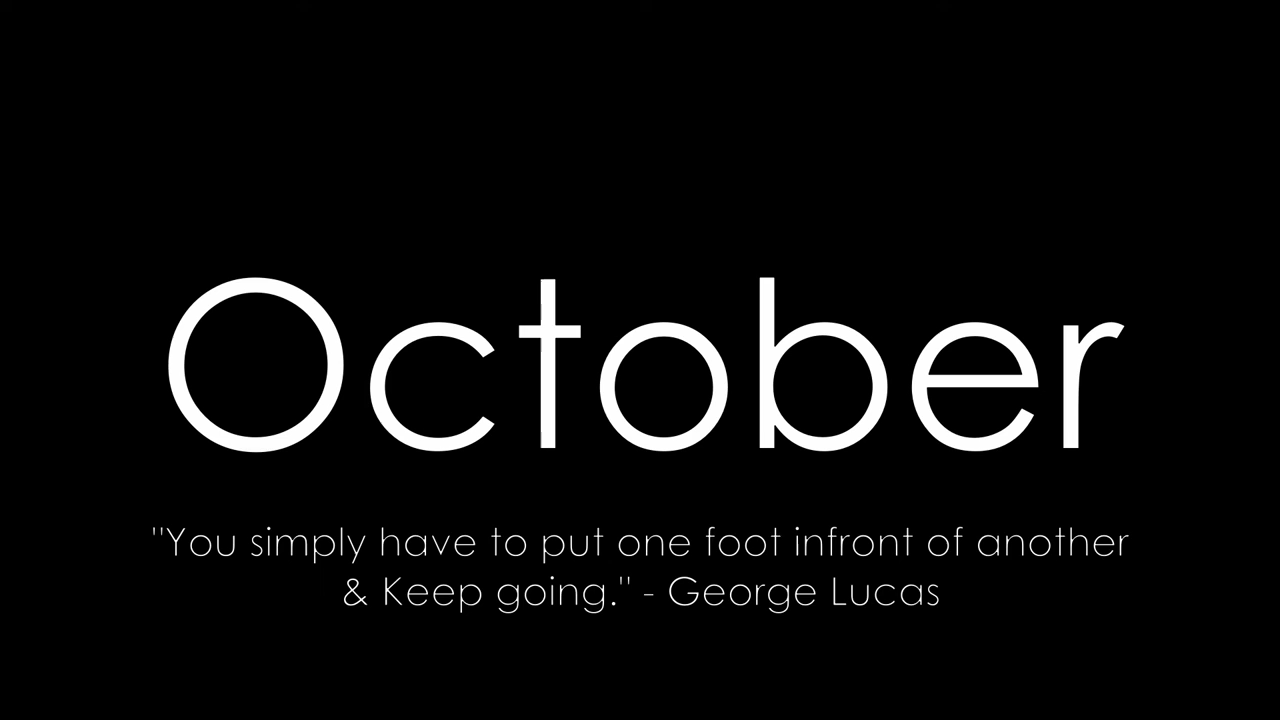 October
"You simply have to put one foot infront of another
& Keep going." - George Lucas